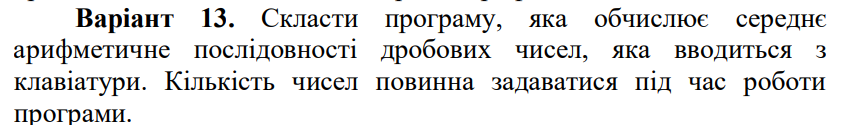 Варіант 13. Скласти програму, яка обчислює середнє
арифметичне послідовності дробових чисел, яка вводиться з
клавіатури. Кількість чисел повинна задаватися під час роботи
програми.